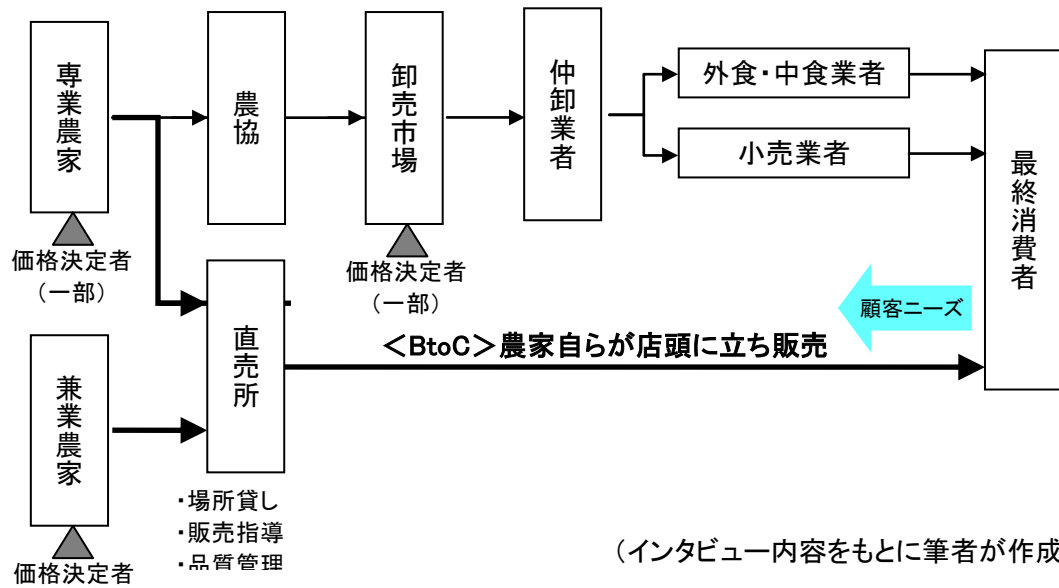 専業農家
価格決定者
(一部)
農協
卸売市場
価格決定者
(一部)
仲卸業者
外食・中食業者
小売業者
最終消費者
顧客ニーズ
<BtoC>農家自らが店頭に立ち販売
直売所
・場所貸し
・販売指導
・品質管理
兼業農家
価格決定者
(インタビュー内容をもとに筆者が作成